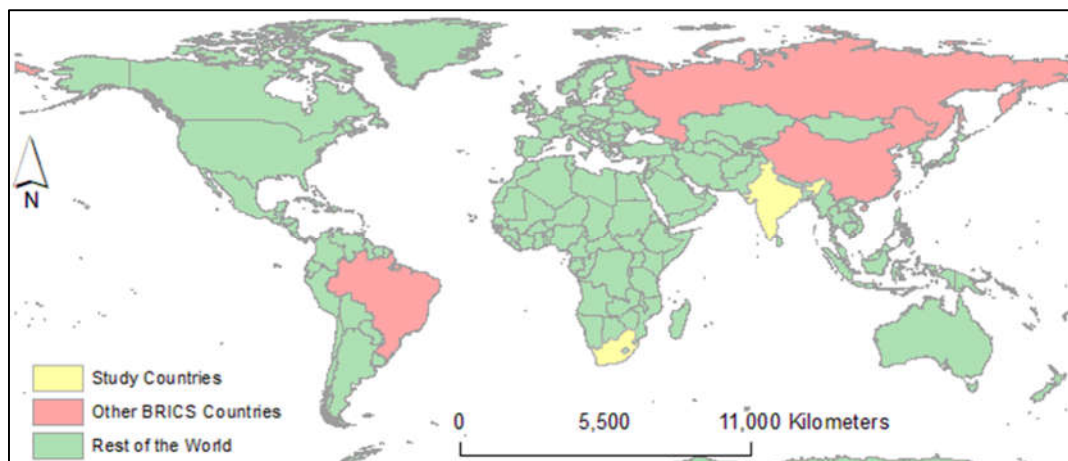 N
Study Countries
Other BRICS Countries
Rest of the World
0 5,500 11,000 Kilometers